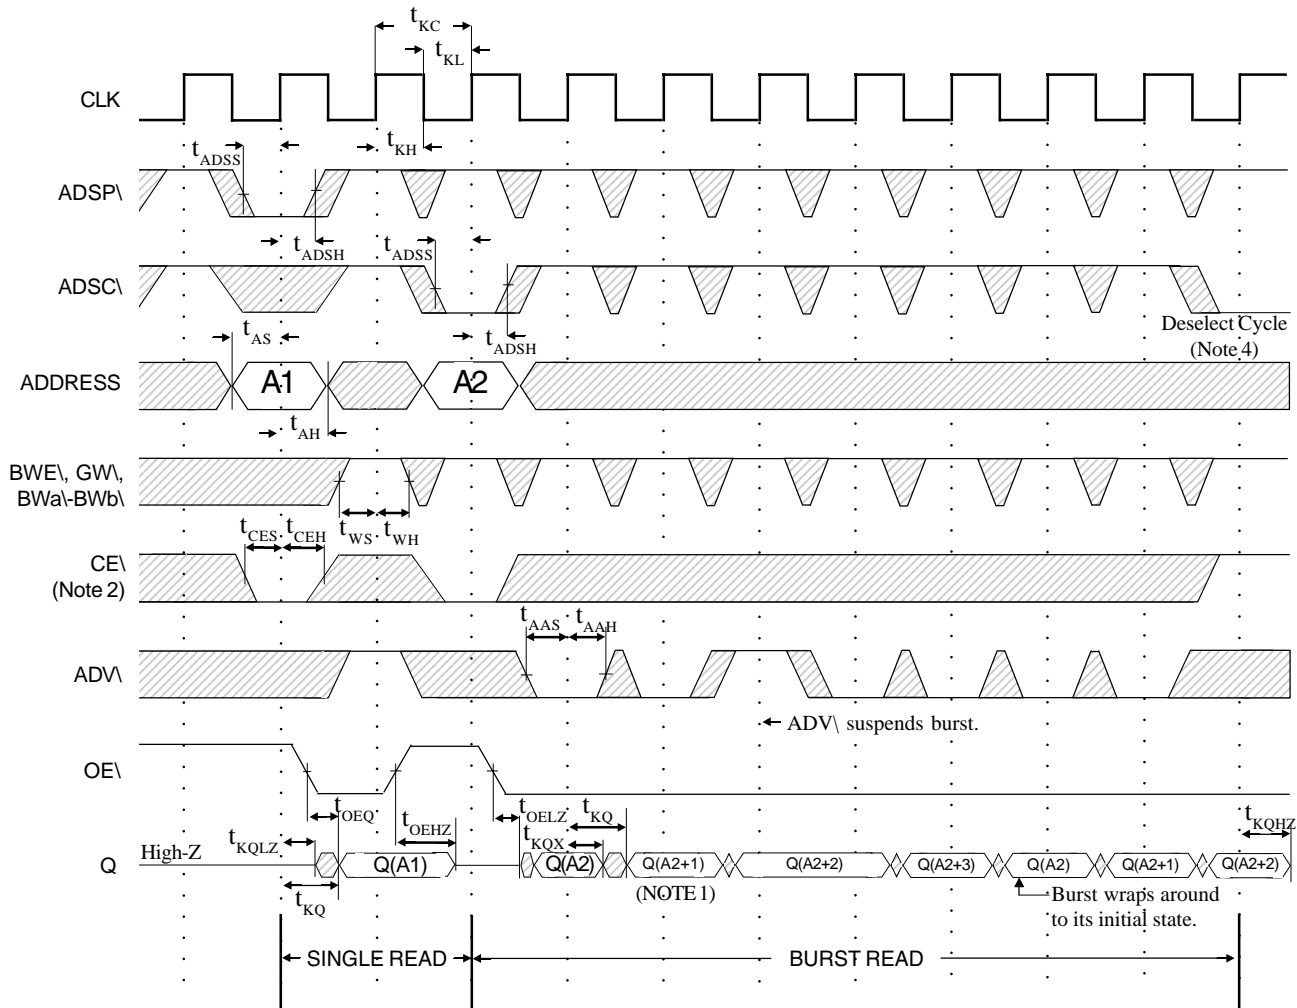 tKC
tKL
CLK
tADSS
tKH
ADSP\
tADSH
tADSS
ADSC\
tAS
tADSH
Deselect Cycle
(Note 4)
ADDRESS
A1
A2
tAH
BWE\, GW\,
BWa\-BWb\
tCES
tCEH
tWS
tWH
CE\
(Note 2)
tAAS
tAAH
ADV\
ADV\ suspends burst.
OE\
tOEQ
tOELZ
tKQ
tKQLZ
tOEHZ
tKQX
tKQHZ
Q
High-Z
Q(A1)
Q(A2)
Q(A2+1)
Q(A2+2)
Q(A2+3)
Q(A2)
Q(A2+1)
Q(A2+2)
tKQ
(NOTE 1)
Burst wraps around
to its initial state.
SINGLE READ
BURST READ